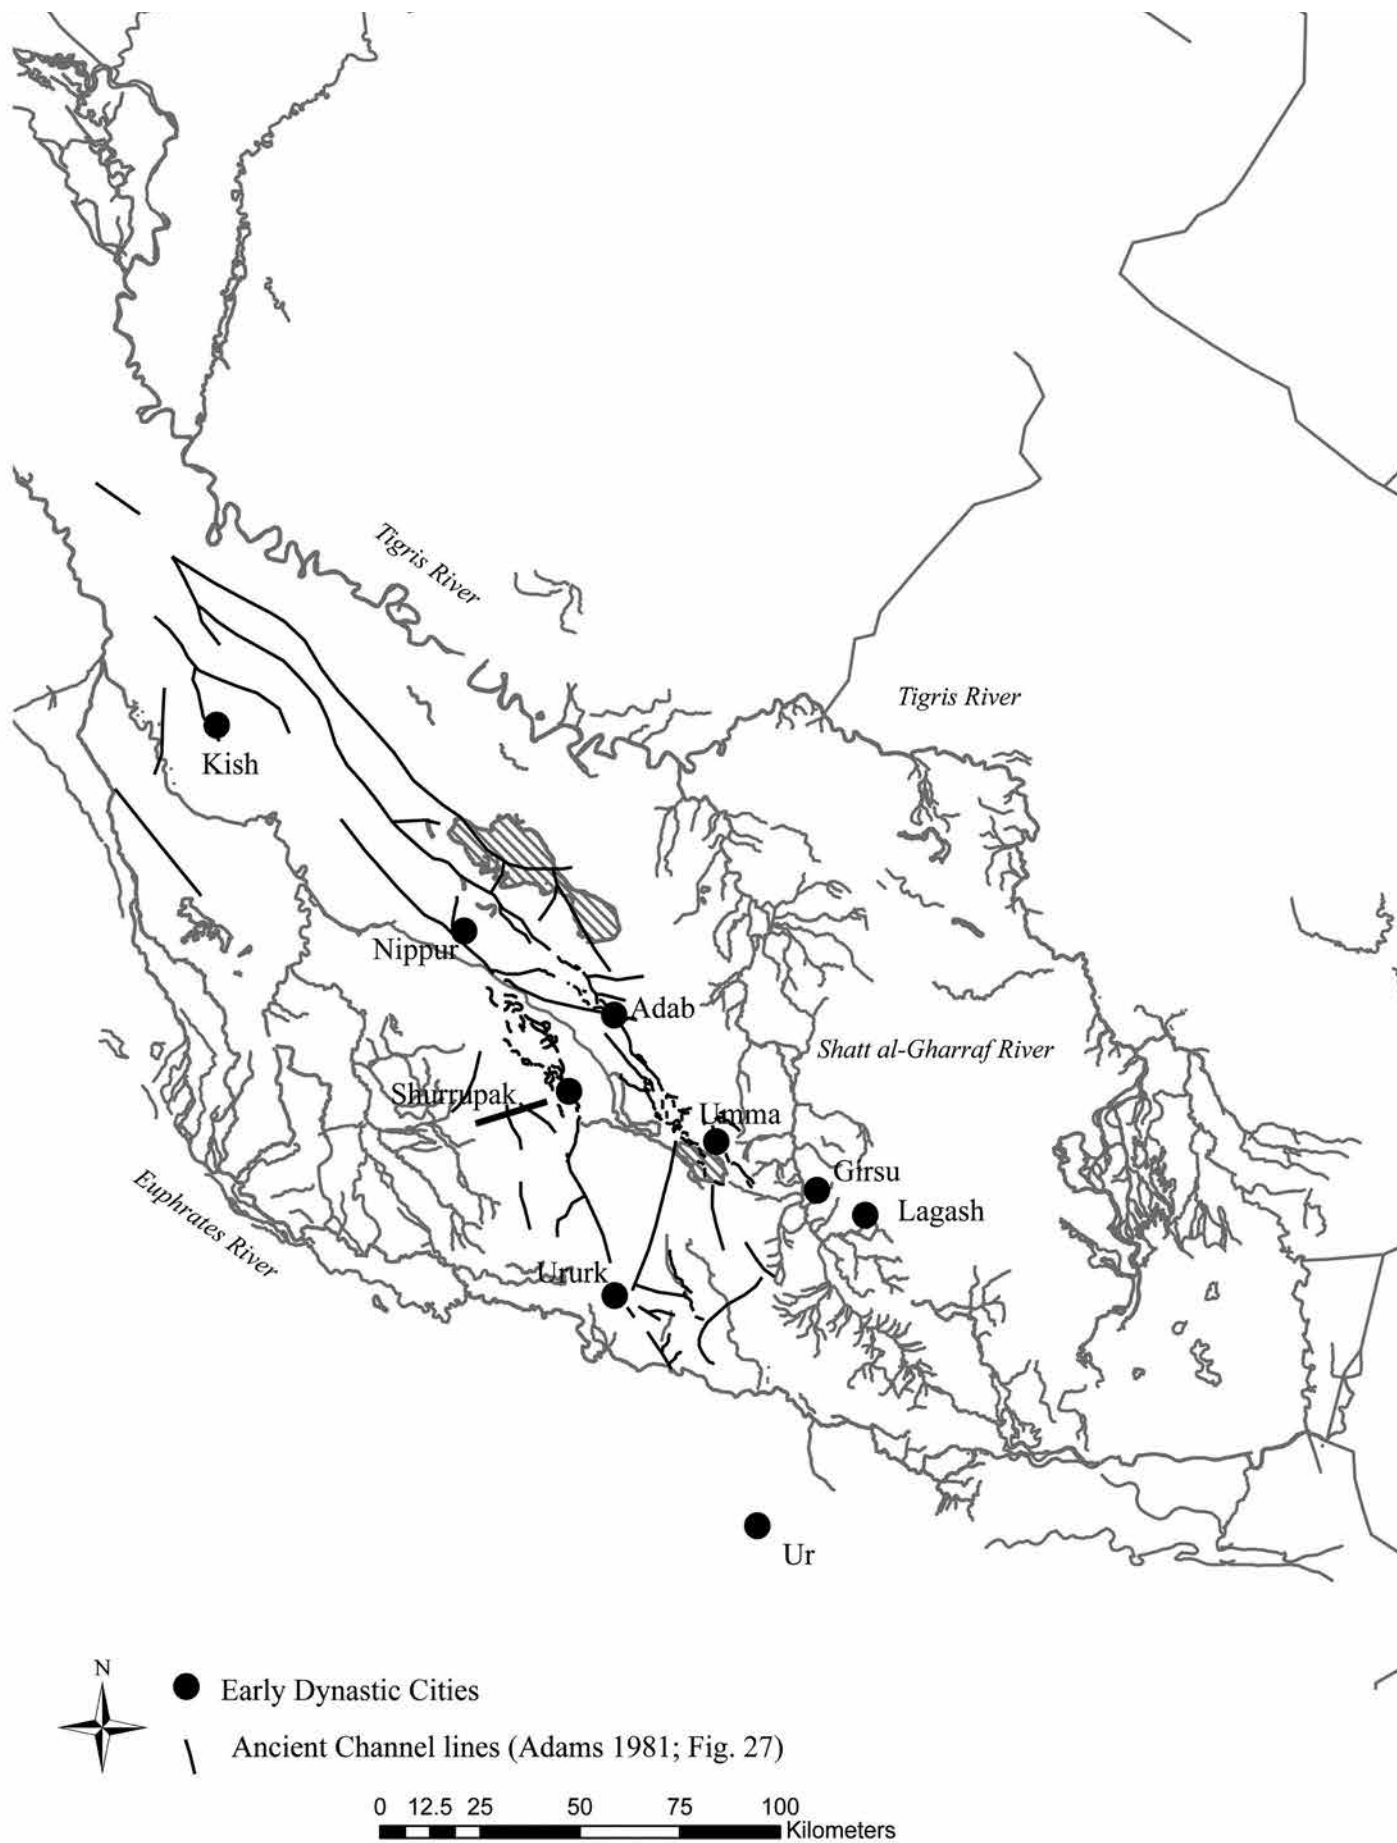 Tigris River
Tigris River
Kish
Nippur
Adab
Shatt al-Gharraf River
Shurrupak
Umma
Girsu
Lagash
Euphrates River
Ururk
Ur
N
Early Dynastic Cities
Ancient Channel lines (Adams 1981; Fig. 27)
0 12.5 25 50 75 100
Kilometers